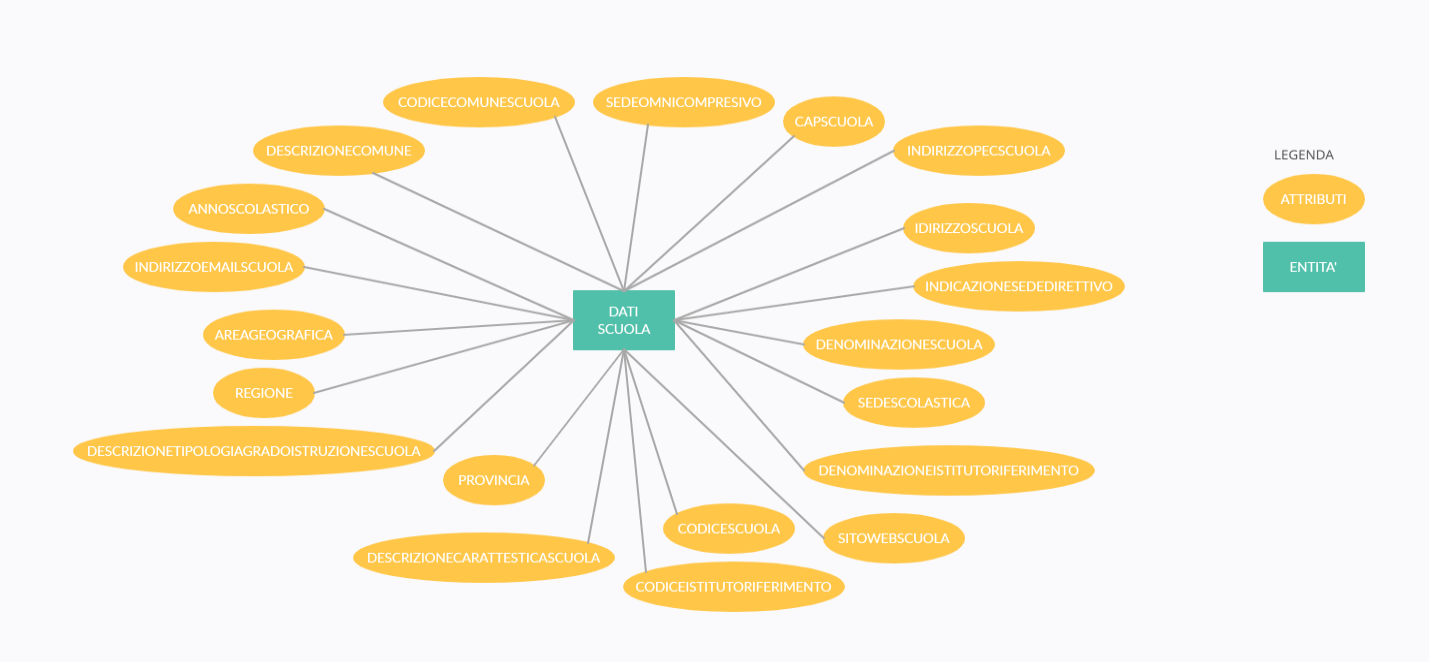 CODICECOMUNESCUOLA
SEDEOMNICOMPRESIVO
CAPSCUOLA
DESCRIZIONECOMUNE
INDIRIZZOPECSCUOLA
LEGENDA
ANNOSCOLASTICO
ATTRIBUTI
IDIRIZZOSCUOLA
INDIRIZZOEMAILSCUOLA
ENTITA'
INDICAZIONESEDEDIRETTIVO
DATI
SCUOLA
AREAGEOGRAFICA
DENOMINAZIONESCUOLA
REGIONE
SEDESCOLASTICA
DESCRIZIONETIPOLOGIAGRADOISTRUZIONESCUOLA
DENOMINAZIONEISTITUTORIFERIMENTO
PROVINCIA
CODICESCUOLA
SITOWEBSCUOLA
DESCRIZIONECARATTESTICASCUOLA
CODICEISTITUTORIFERIMENTO